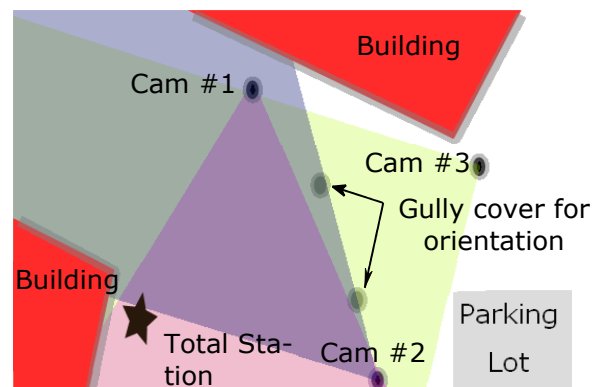 Building
Cam #1
Cam #3
Gully cover for
orientation
Building
Total Sta-
tion
Cam #2
Parking
Lot